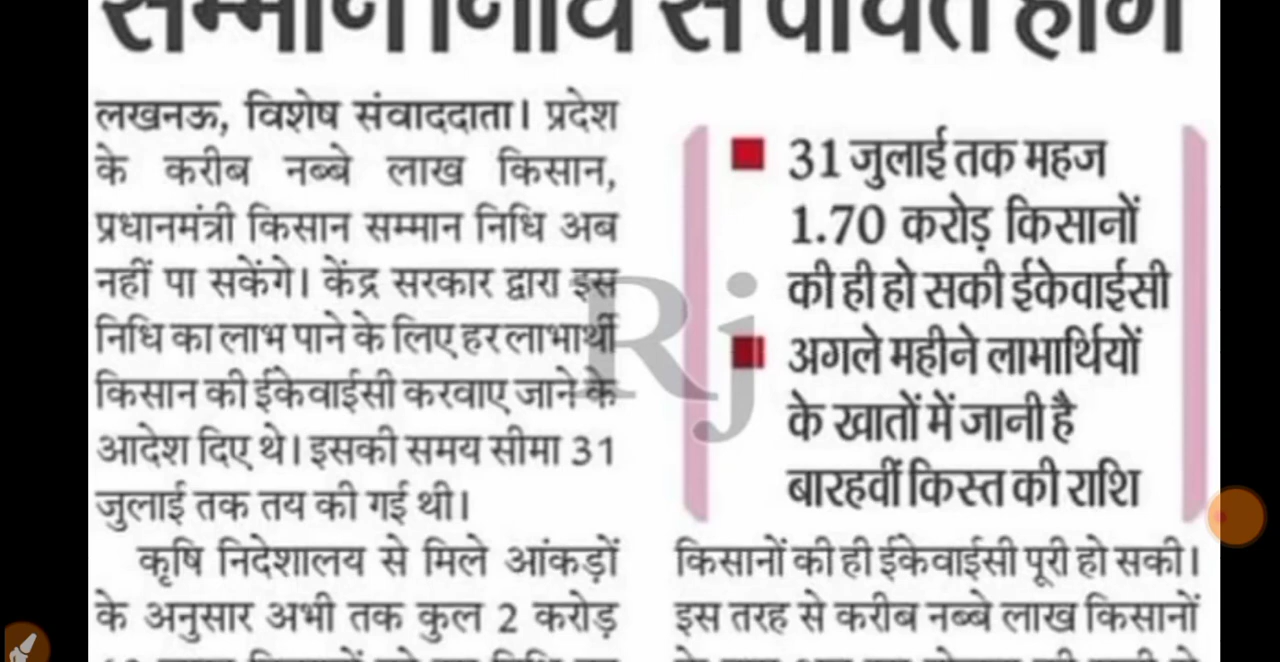 सम्मान निधि से वंचित होंगे
लखनऊ, विशेष संवाददाता। प्रदेश
के करीब नब्बे लाख किसान,
प्रधानमंत्री किसान सम्मान निधि अब
नहीं पा सकेंगे। केंद्र सरकार द्वारा इस
निधि का लाभ पाने के लिए हर लाभार्थी
किसान की ईकेवाईसी करवाए जाने के
आदेश दिए थे। इसकी समय सीमा 31
जुलाई तक तय की गई थी।
कृषि निदेशालय से मिले आंकड़ों
के अनुसार अभी तक कुल 2 करोड़
31 जुलाई तक महज
1.70 करोड़ किसानों
की ही हो सकी ईकेवाईसी
अगले महीने लाभार्थियों
के खातों में जानी है
बारहवीं किस्त की राशि
किसानों की ही ईकेवाईसी पूरी हो सकी।
इस तरह से करीब नब्बे लाख किसानों
Rj